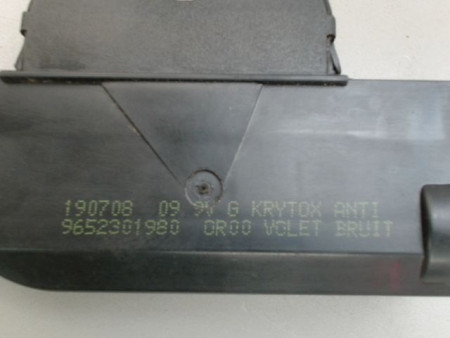 190708 09 9V G KRYTOX ANTI
9652301980 OR00 VOLET BRUIT